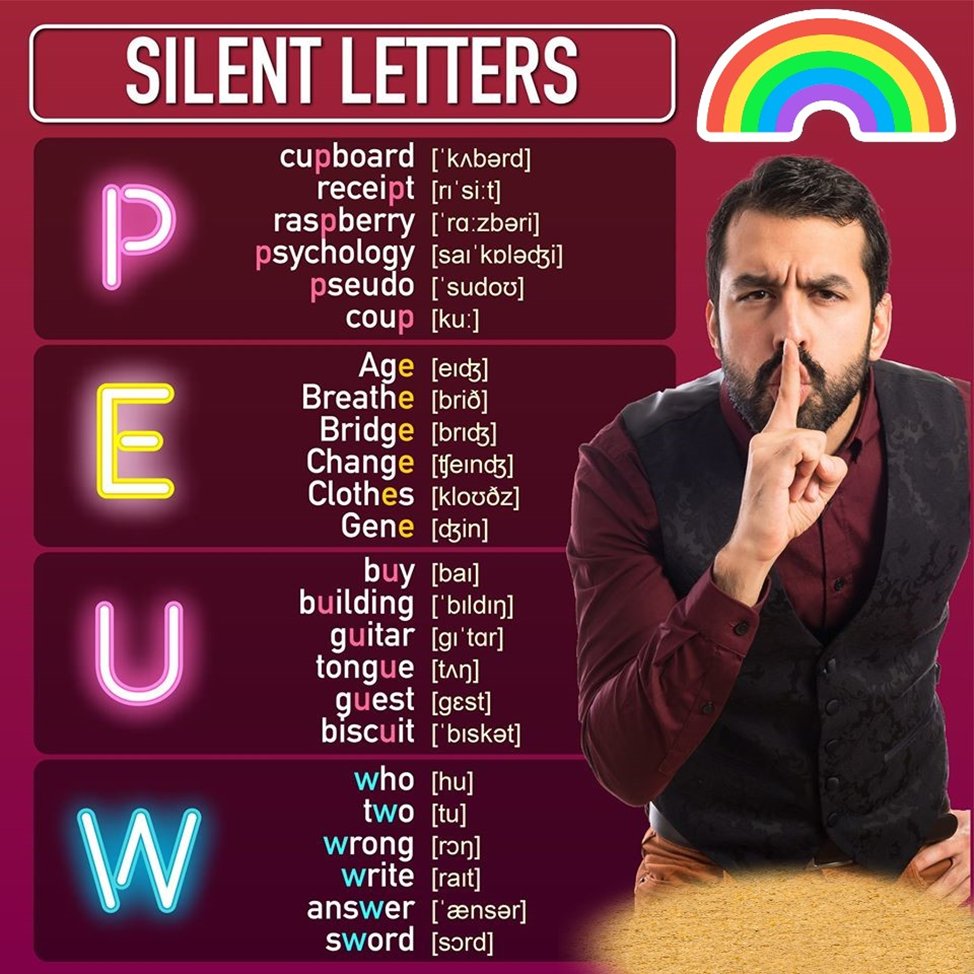 SILENT LETTERS
P
cupboard [ˈkʌbərd]
receipt [rɪˈsiːt]
raspberry [ˈrɑːzbəri]
psychology [saɪˈkɒləʤi]
pseudo [ˈsudoʊ]
coup [kuː]
E
Age [eɪʤ]
Breathe [brið]
Bridge [brɪʤ]
Change [ʧeɪnʤ]
Clothes [kloʊðz]
Gene [ʤin]
U
buy [baɪ]
building [ˈbɪldɪŋ]
guitar [gɪˈtɑr]
tongue [tʌŋ]
guest [gɛst]
biscuit [ˈbɪskət]
W
who [hu]
two [tu]
wrong [rɔŋ]
write [raɪt]
answer [ˈænsər]
sword [sɔrd]